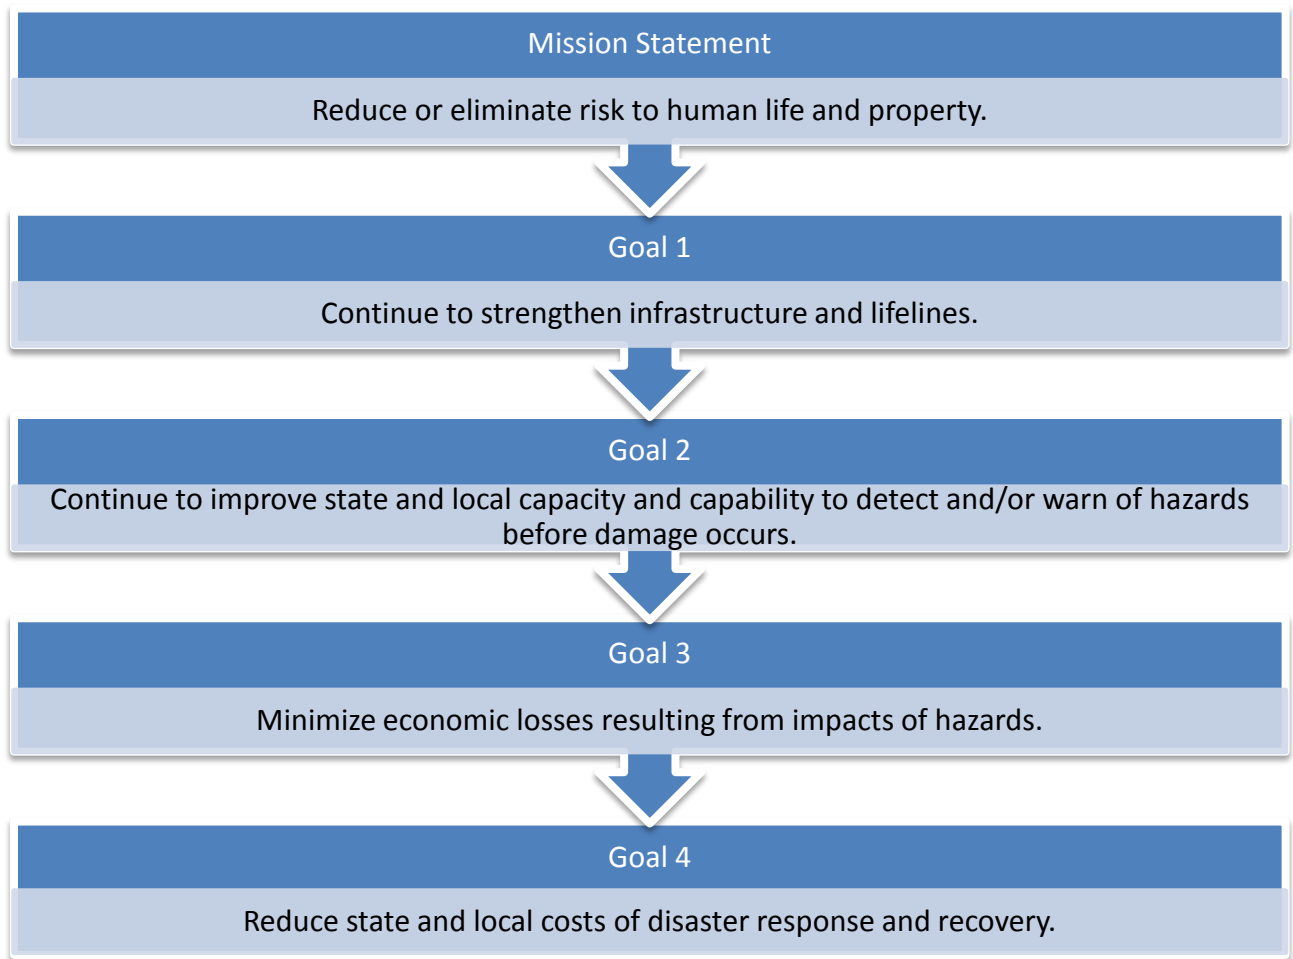 Mission Statement
Reduce or eliminate risk to human life and property.
Goal 1
Continue to strengthen infrastructure and lifelines.
Goal 2
Continue to improve state and local capacity and capability to detect and/or warn of hazards
before damage occurs.
Goal 3
Minimize economic losses resulting from impacts of hazards.
Goal 4
Reduce state and local costs of disaster response and recovery.